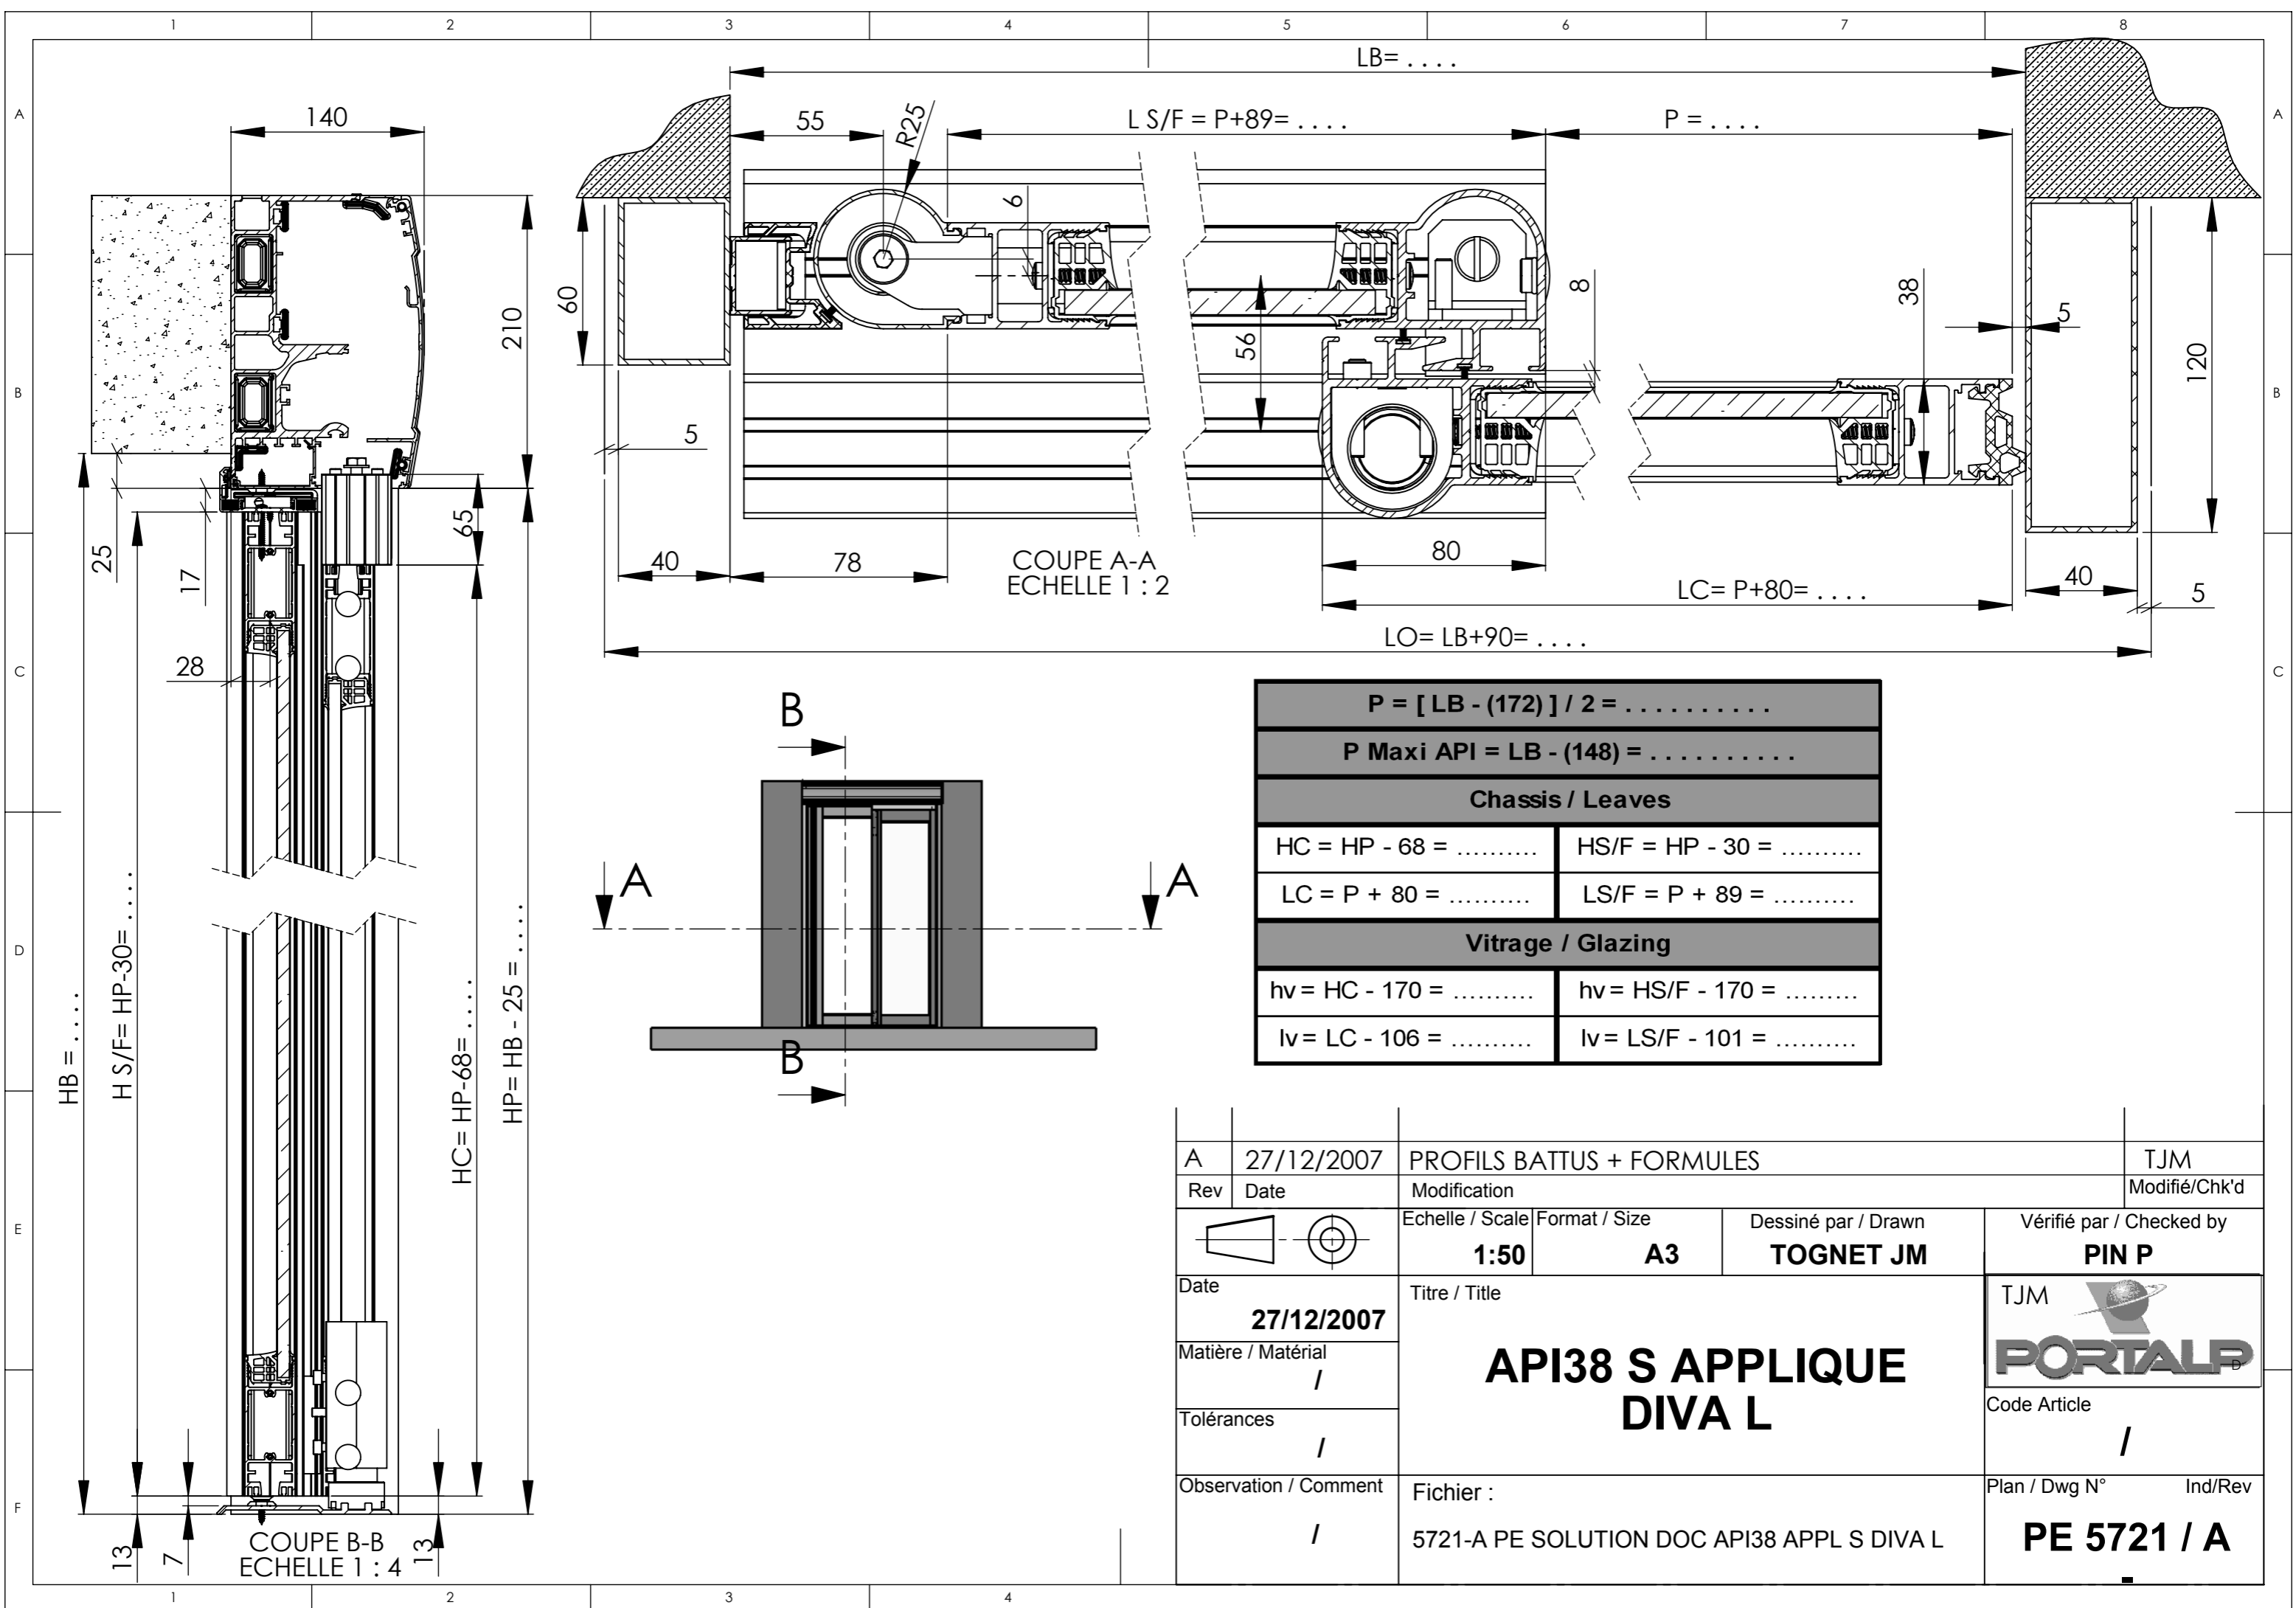 1 2 3 4 5 6 7 8
A
B
C
D
E
F
A
B
C
D
140
210
25
17
65
28
HB = . . . .
H S/F= HP-30= . . . .
HC= HP-68= . . . .
HP= HB - 25 = . . . .
13
7
13
COUPE B-B
ECHELLE 1 : 4
LB= . . . .
55
R25
L S/F = P+89= . . . .
P = . . . .
6
60
56
8
38
5
120
5
40
78
COUPE A-A
ECHELLE 1 : 2
80
LC= P+80= . . . .
40
5
LO= LB+90= . . . .
B
A
A
B
P = [ LB - (172) ] / 2 = . . . . . . . . . .
P Maxi API = LB - (148) = . . . . . . . . . .
Chassis / Leaves
HC = HP - 68 = ..........
HS/F = HP - 30 = ..........
LC = P + 80 = ..........
LS/F = P + 89 = ..........
Vitrage / Glazing
hv = HC - 170 = ..........
hv = HS/F - 170 = .........
lv = LC - 106 = ..........
lv = LS/F - 101 = ..........
A 27/12/2007 PROFILS BATTUS + FORMULES TJM
Rev Date Modification Modifié/Chk'd
Echelle / Scale
1:50
Format / Size
A3
Dessiné par / Drawn
TOGNET JM
Vérifié par / Checked by
PIN P
Date
27/12/2007
Matière / Matérial
/
Tolérances
/
Observation / Comment
/
Titre / Title
API38 S APPLIQUE
DIVA L
Fichier :
5721-A PE SOLUTION DOC API38 APPL S DIVA L
TJM
PORTALP
Code Article
/
Plan / Dwg N° Ind/Rev
PE 5721 / A
-
1 2 3 4